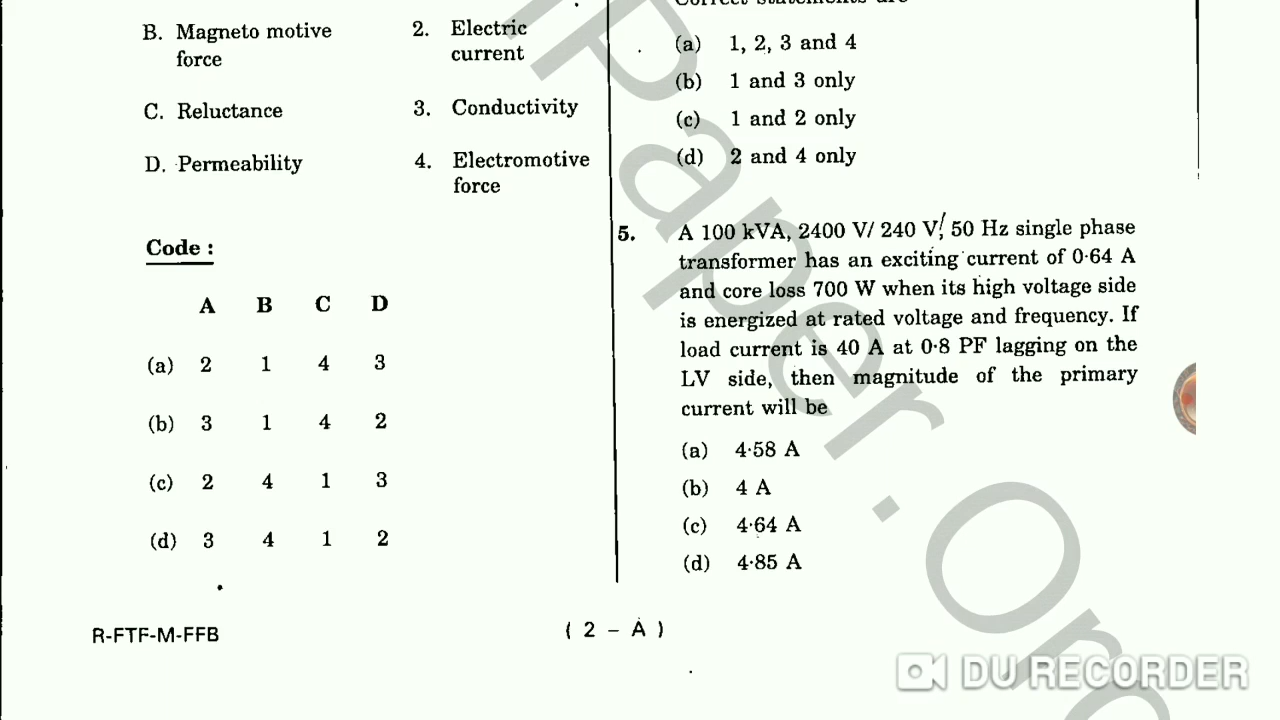 B. Magneto motive
force
2. Electric
current
C. Reluctance
3. Conductivity
D. Permeability
4. Electromotive
force
Code :
A B C D
(a) 2 1 4 3
(b) 3 1 4 2
(c) 2 4 1 3
(d) 3 4 1 2
Correct statements are
(a) 1, 2, 3 and 4
(b) 1 and 3 only
(c) 1 and 2 only
(d) 2 and 4 only
5. A 100 kVA, 2400 V/ 240 V, 50 Hz single phase
transformer has an exciting current of 0·64 A
and core loss 700 W when its high voltage side
is energized at rated voltage and frequency. If
load current is 40 A at 0·8 PF lagging on the
LV side, then magnitude of the primary
current will be
(a) 4·58 A
(b) 4 A
(c) 4·64 A
(d) 4·85 A
R-FTF-M-FFB
( 2 – A )
Paper.Org
DU RECORDER